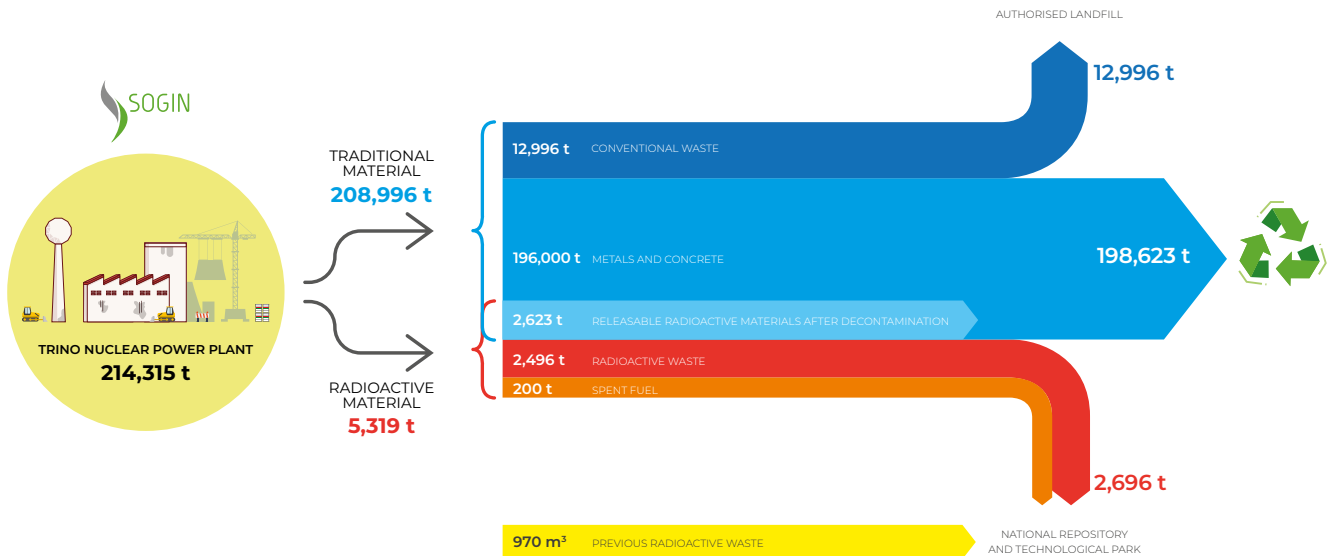 AUTHORISED LANDFILL
12,996 t
SOGIN
TRADITIONAL
MATERIAL
208,996 t
12,996 t CONVENTIONAL WASTE
196,000 t METALS AND CONCRETE
198,623 t
2,623 t RELEASABLE RADIOACTIVE MATERIALS AFTER DECONTAMINATION
TRINO NUCLEAR POWER PLANT
214,315 t
2,496 t RADIOACTIVE WASTE
200 t SPENT FUEL
RADIOACTIVE
MATERIAL
5,319 t
2,696 t
970 m³ PREVIOUS RADIOACTIVE WASTE
NATIONAL REPOSITORY
AND TECHNOLOGICAL PARK